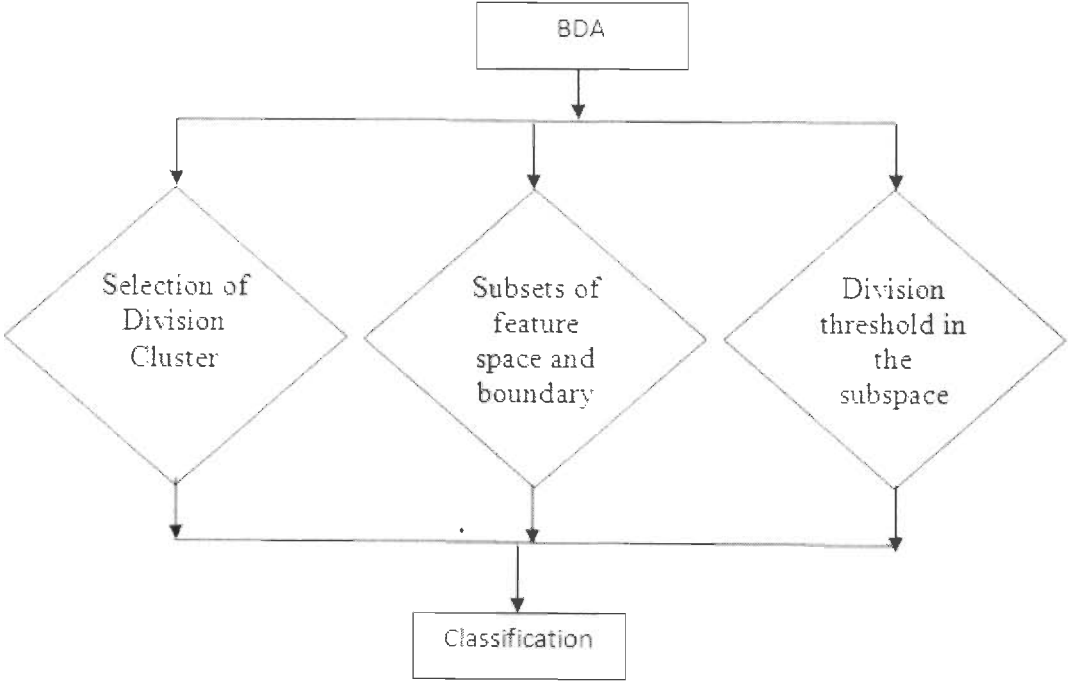 BDA
Selection of
Division
Cluster
Subsets of
feature
space and
boundary
Division
threshold in
the
subspace
Classification